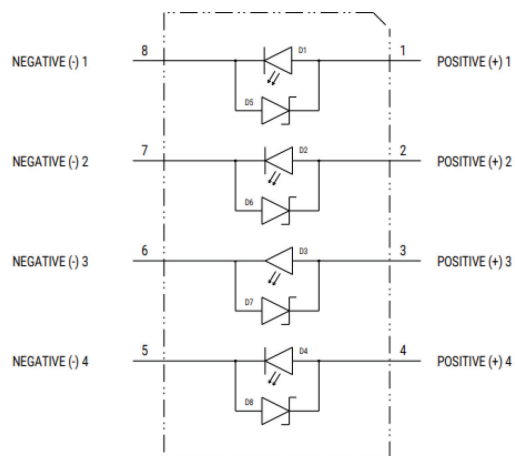 NEGATIVE (-) 1 8 D1 1 POSITIVE (+) 1
D5
NEGATIVE (-) 2 7 D2 2 POSITIVE (+) 2
D6
NEGATIVE (-) 3 6 D3 3 POSITIVE (+) 3
D7
NEGATIVE (-) 4 5 D4 4 POSITIVE (+) 4
D8